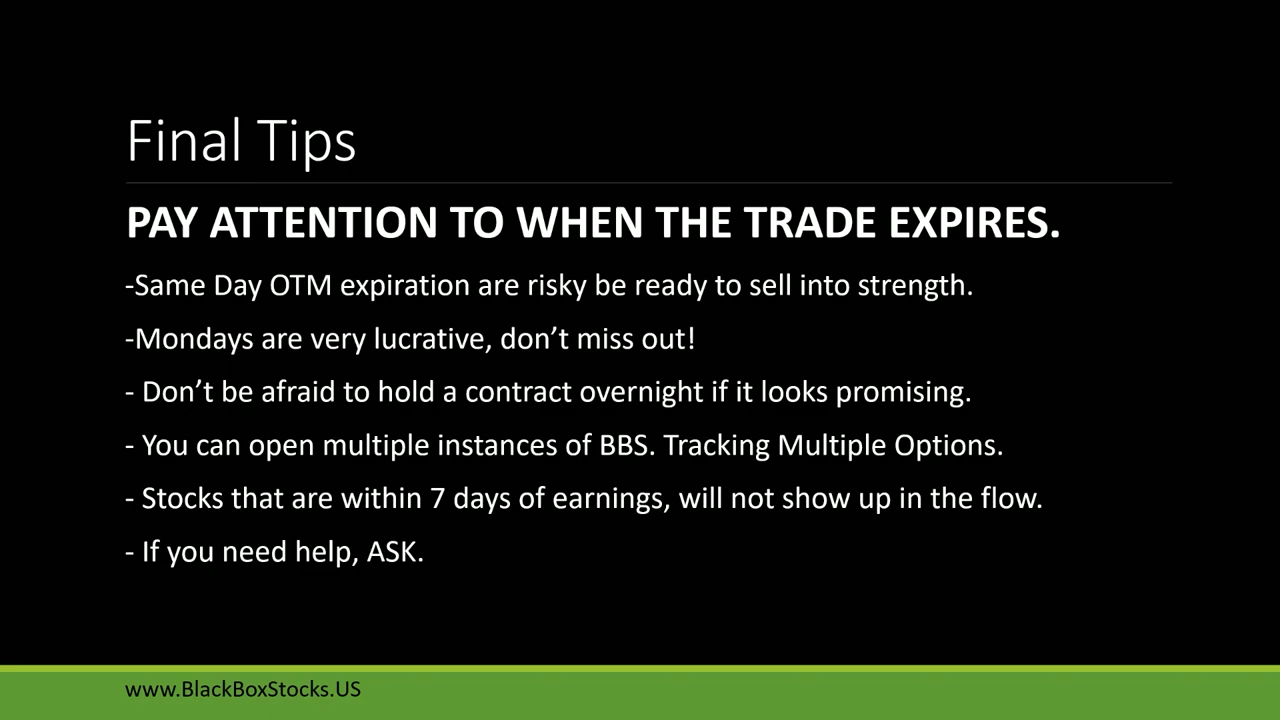 Final Tips
PAY ATTENTION TO WHEN THE TRADE EXPIRES.
-Same Day OTM expiration are risky be ready to sell into strength.
-Mondays are very lucrative, don’t miss out!
- Don’t be afraid to hold a contract overnight if it looks promising.
- You can open multiple instances of BBS. Tracking Multiple Options.
- Stocks that are within 7 days of earnings, will not show up in the flow.
- If you need help, ASK.
www.BlackBoxStocks.US